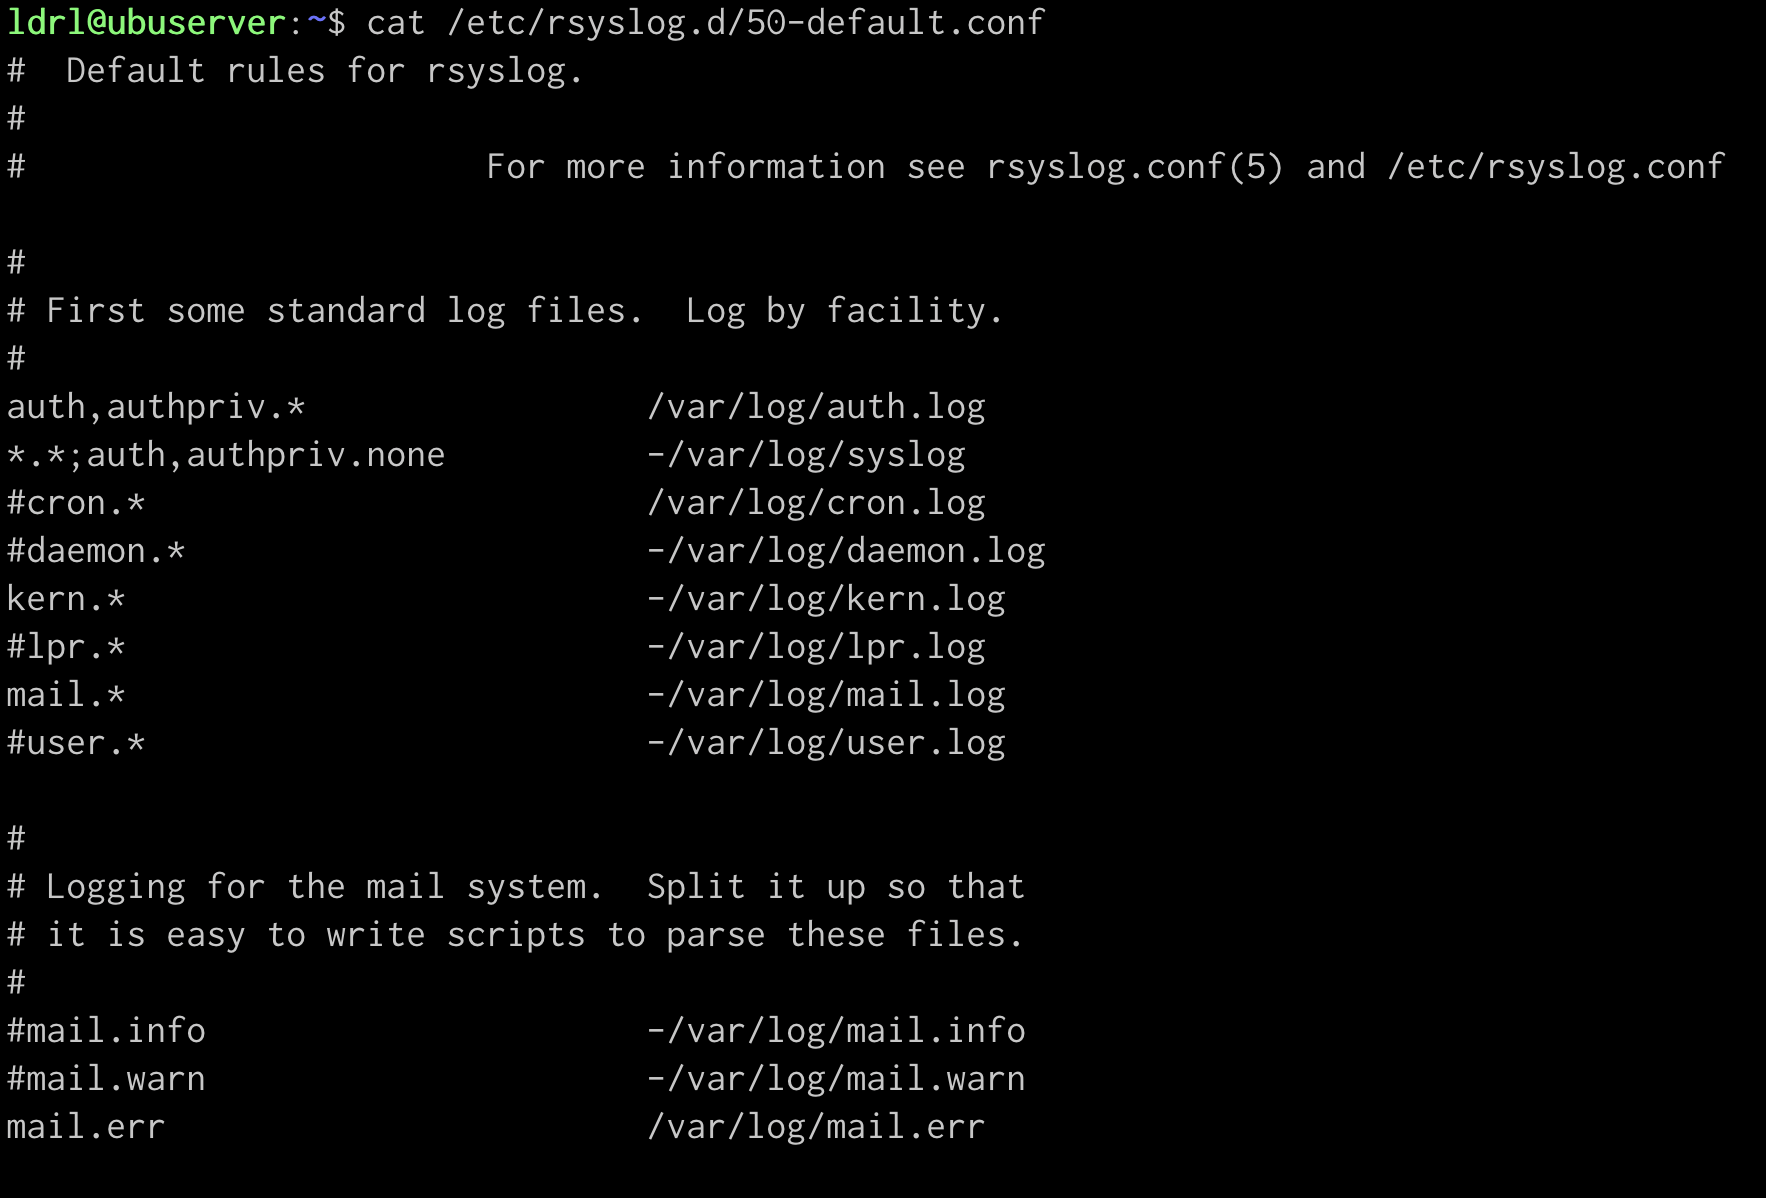 ldrl@ubuserver:~$ cat /etc/rsyslog.d/50-default.conf
#  Default rules for rsyslog.
#
#                       For more information see rsyslog.conf(5) and /etc/rsyslog.conf
#
# First some standard log files.  Log by facility.
#
auth,authpriv.*                 /var/log/auth.log
*.*;auth,authpriv.none          -/var/log/syslog
#cron.*                         /var/log/cron.log
#daemon.*                       -/var/log/daemon.log
kern.*                          -/var/log/kern.log
#lpr.*                          -/var/log/lpr.log
mail.*                          -/var/log/mail.log
#user.*                         -/var/log/user.log
#
# Logging for the mail system.  Split it up so that
# it is easy to write scripts to parse these files.
#
#mail.info                      -/var/log/mail.info
#mail.warn                      -/var/log/mail.warn
mail.err                        /var/log/mail.err